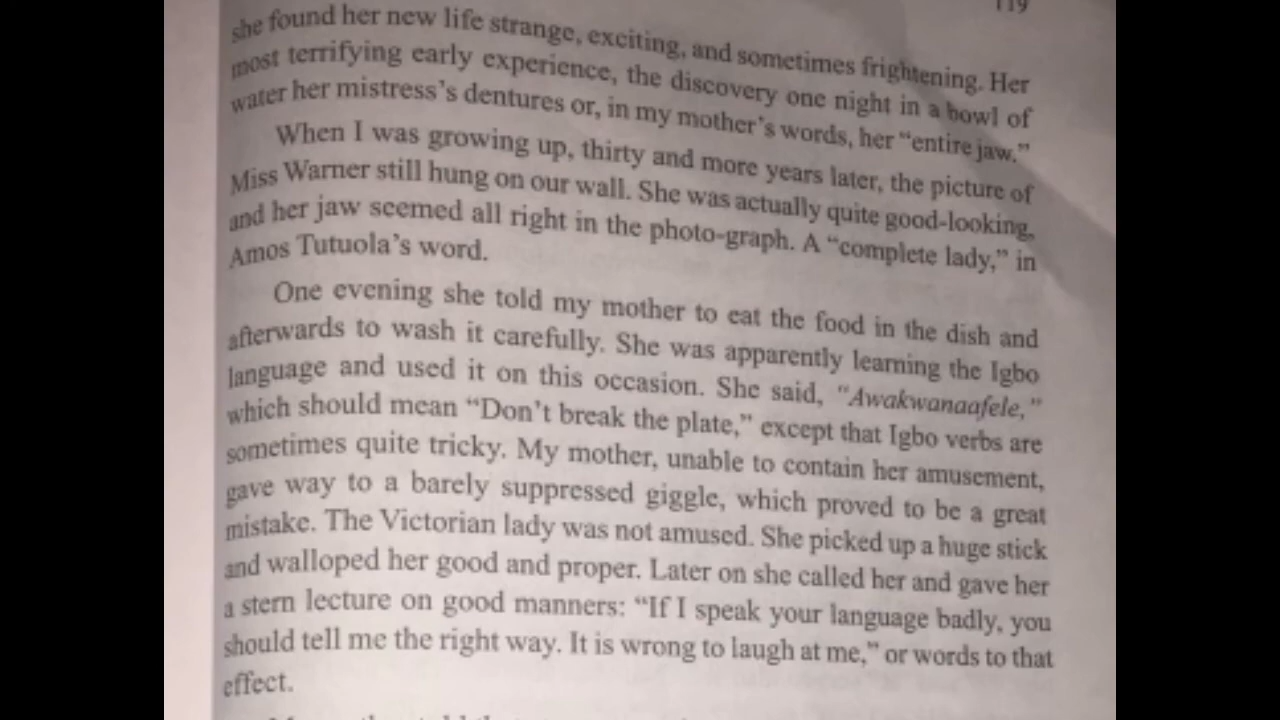 119
she found her new life strange, exciting, and sometimes frightening. Her
most terrifying early experience, the discovery one night in a bowl of
water her mistress's dentures or, in my mother's words, her “entire jaw.”
When I was growing up, thirty and more years later, the picture of
Miss Warner still hung on our wall. She was actually quite good-looking,
and her jaw seemed all right in the photo-graph. A “complete lady,” in
Amos Tutuola's word.
One evening she told my mother to eat the food in the dish and
afterwards to wash it carefully. She was apparently learning the Igbo
language and used it on this occasion. She said, “Awakwanaafele,”
which should mean “Don't break the plate,” except that Igbo verbs are
sometimes quite tricky. My mother, unable to contain her amusement,
gave way to a barely suppressed giggle, which proved to be a great
mistake. The Victorian lady was not amused. She picked up a huge stick
and walloped her good and proper. Later on she called her and gave her
a stern lecture on good manners: “If I speak your language badly, you
should tell me the right way. It is wrong to laugh at me,” or words to that
effect.